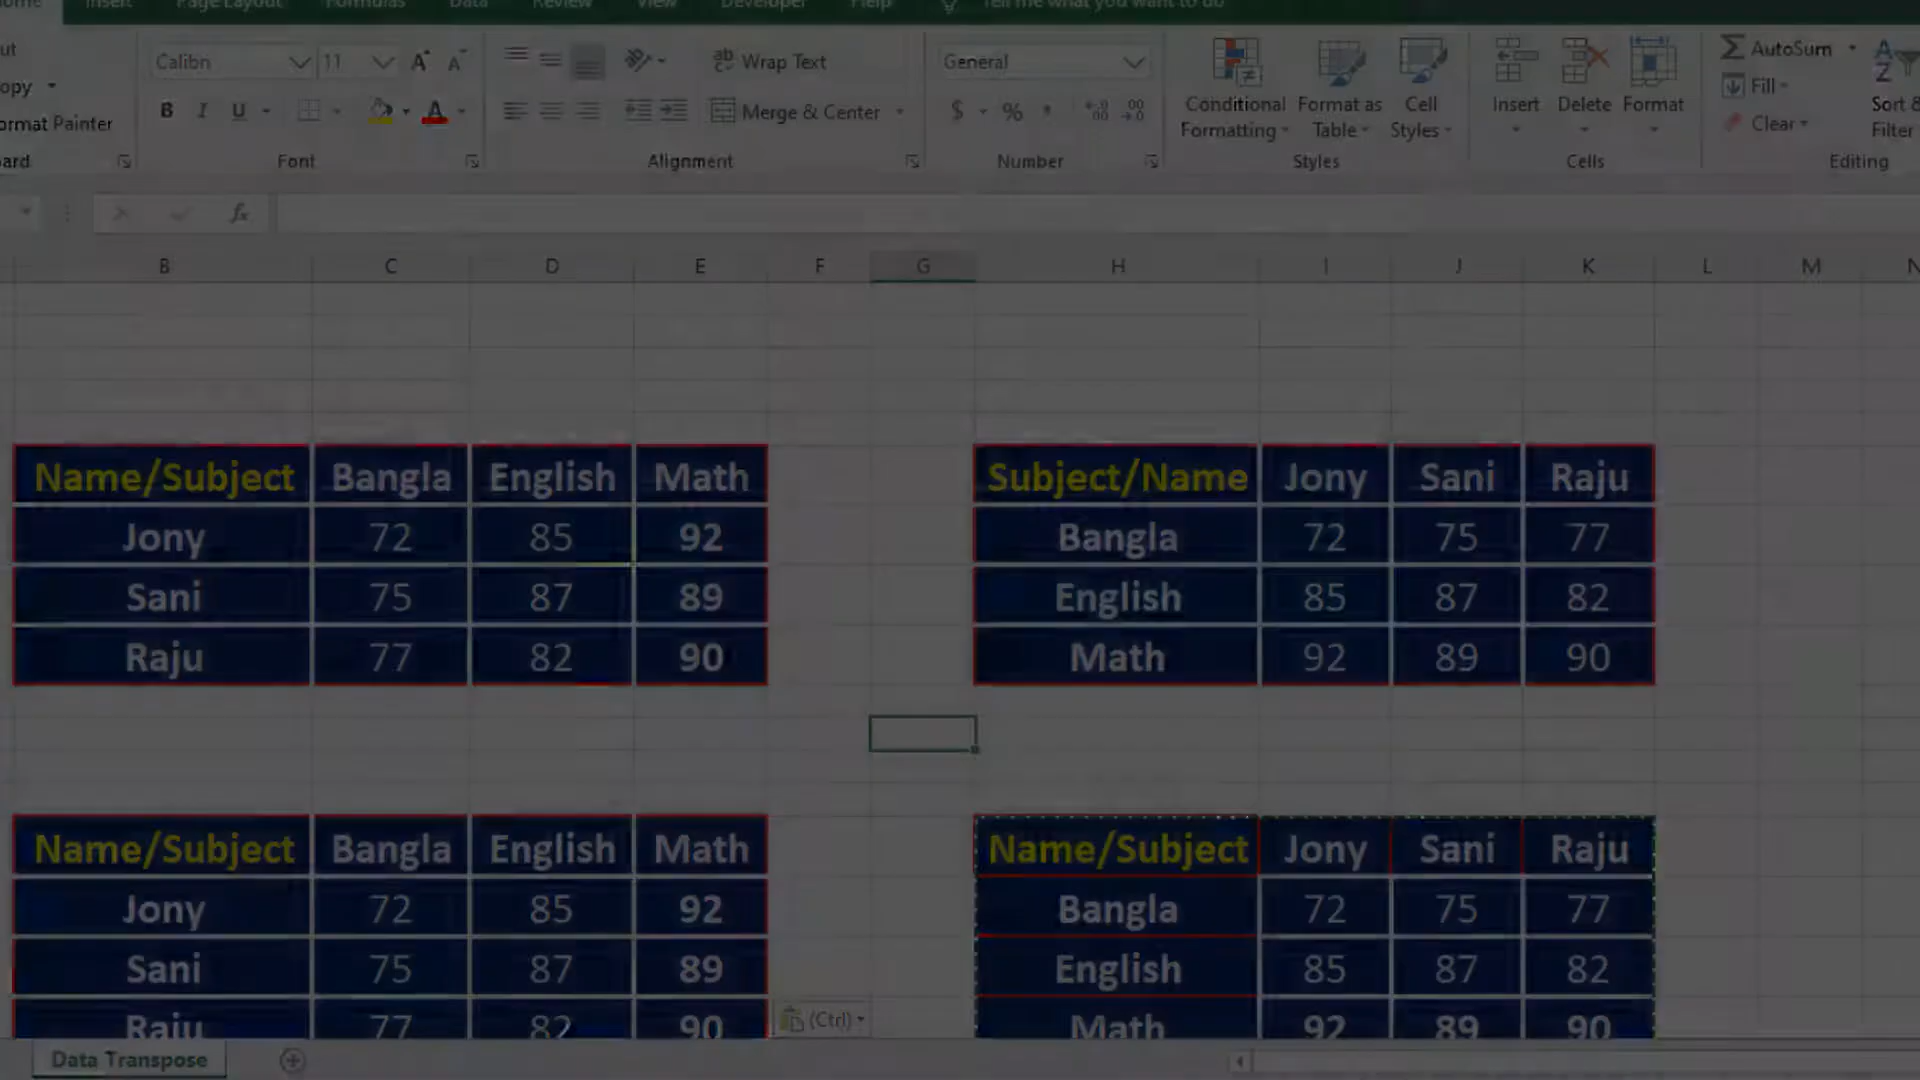 Insert Page Layout Formulas Data Review View Developer Help Tell me what you want to do
Calibri 11 Wrap Text General AutoSum
opy Fill
B I U Merge & Center $ % Conditional Formatting Format as Table Cell Styles Insert Delete Format Sort & Filter
ormat Painter Clear
ard Font Alignment Number Styles Cells Editing
fx
B C D E F G H I J K L M N
Name/Subject Bangla English Math Subject/Name Jony Sani Raju
Jony 72 85 92 Bangla 72 75 77
Sani 75 87 89 English 85 87 82
Raju 77 82 90 Math 92 89 90
Name/Subject Bangla English Math Name/Subject Jony Sani Raju
Jony 72 85 92 Bangla 72 75 77
Sani 75 87 89 English 85 87 82
Raju 77 82 90 (Ctrl) Math 92 89 90
Data Transpose